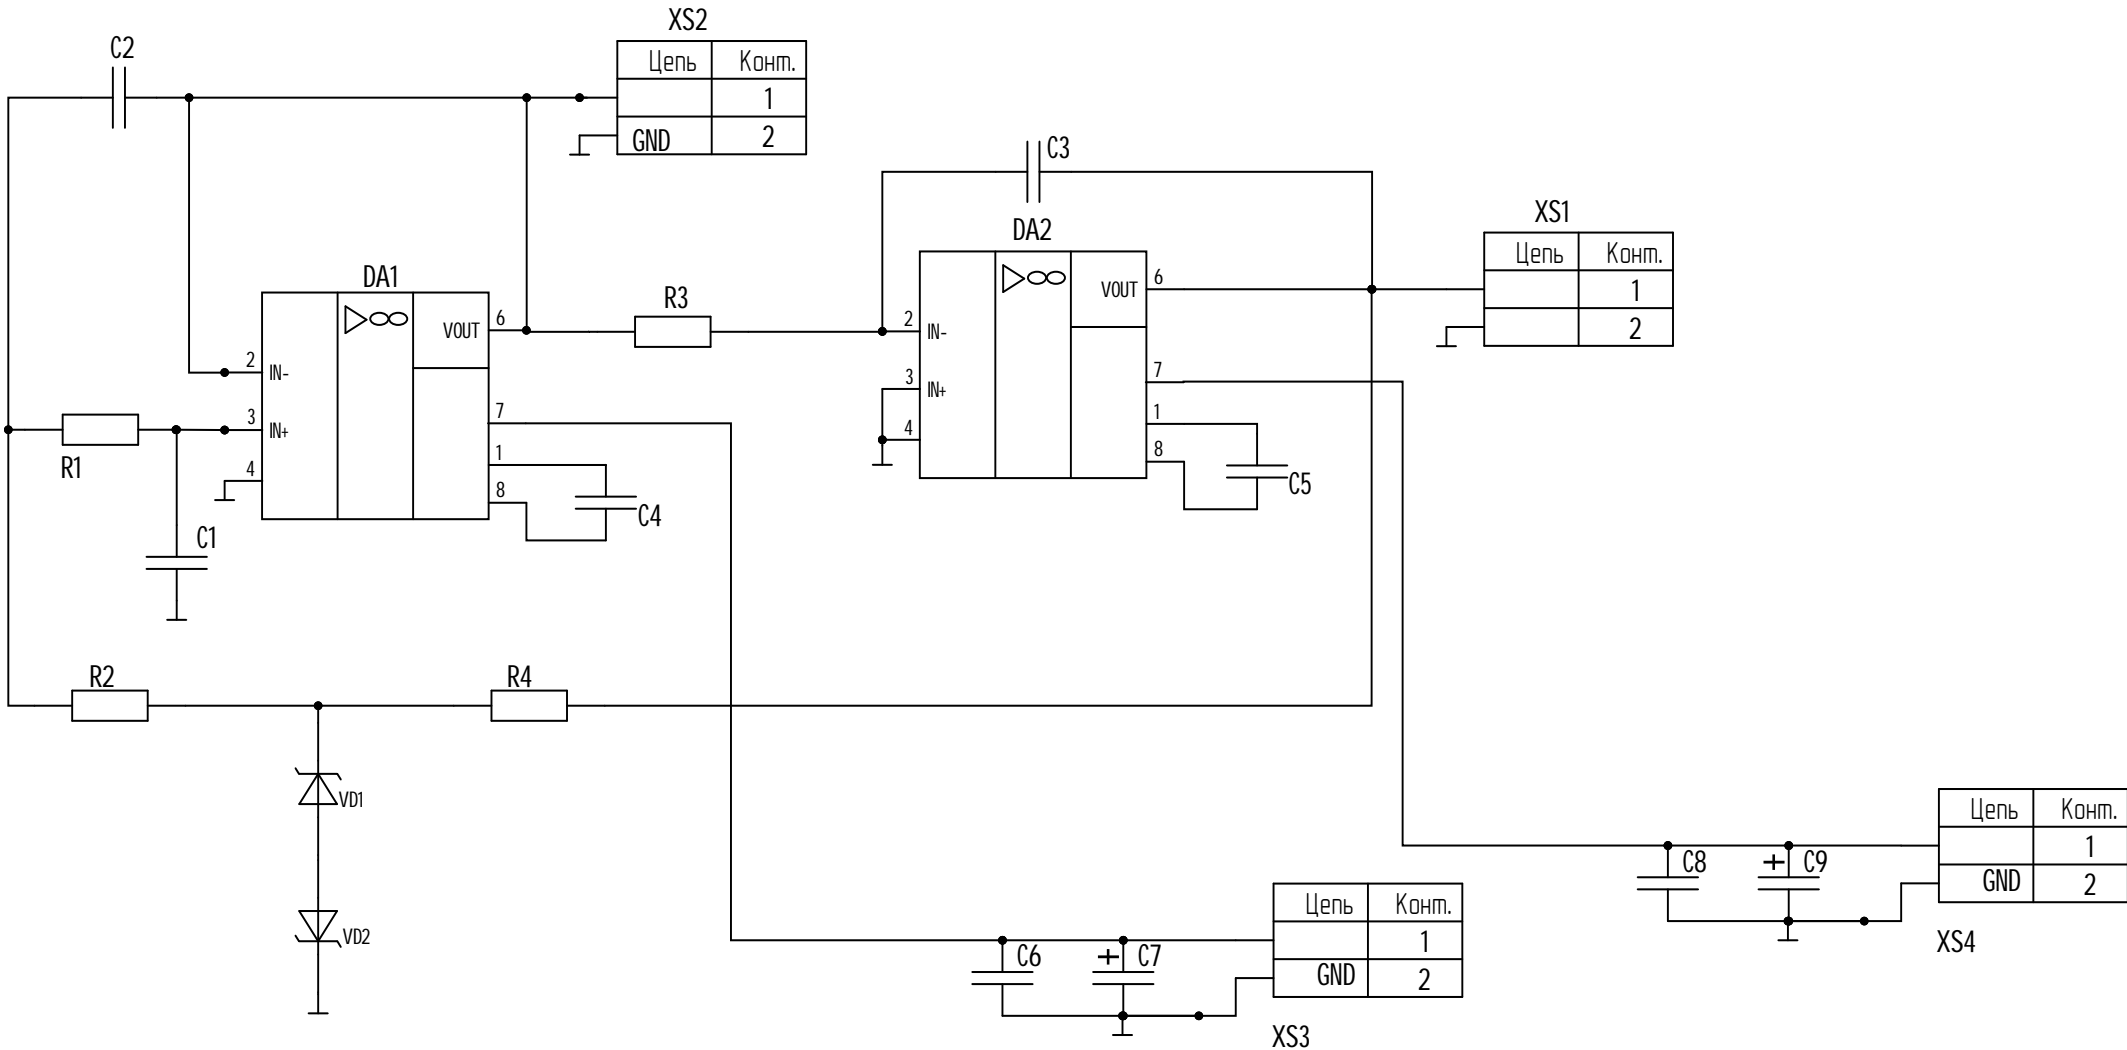 XS2
C2
Цепь Конт.
1
GND 2
C3
XS1
DA2
Цепь Конт.
1
2
DA1
▷∞
VOUT 6
R3
▷∞
VOUT 6
2 IN-
2 IN-
3 IN+
7
7
3 IN+
1
4
8
R1
4
1
8
C5
C4
C1
R2
R4
VD1
VD2
Цепь Конт.
1
GND 2
C8
+ C9
XS4
Цепь Конт.
1
GND 2
C6
+ C7
XS3